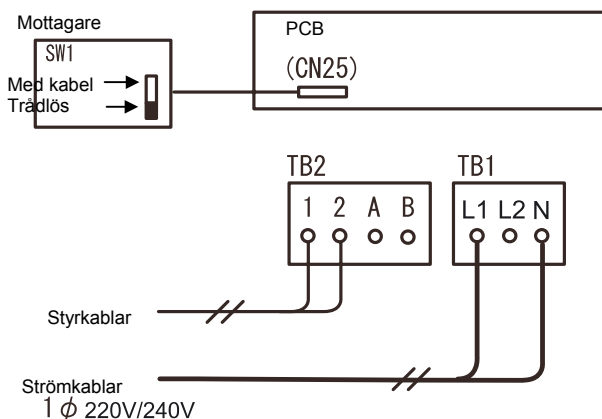 Mottagare
SW1
Med kabel
Trådlös
PCB
(CN25)
TB2
1 2 A B
TB1
L1 L2 N
Styrkablar
Strömkablar
1 ϕ 220V/240V